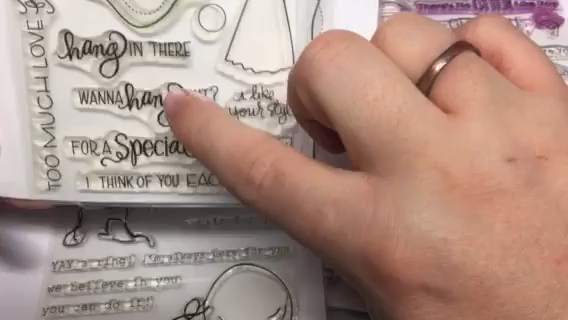 TOO MUCH LOVE
hang IN THERE
WANNA hang
i like
your style
FOR A Special
I THINK OF YOU EAC
YAY
we believe in you
you can do it!